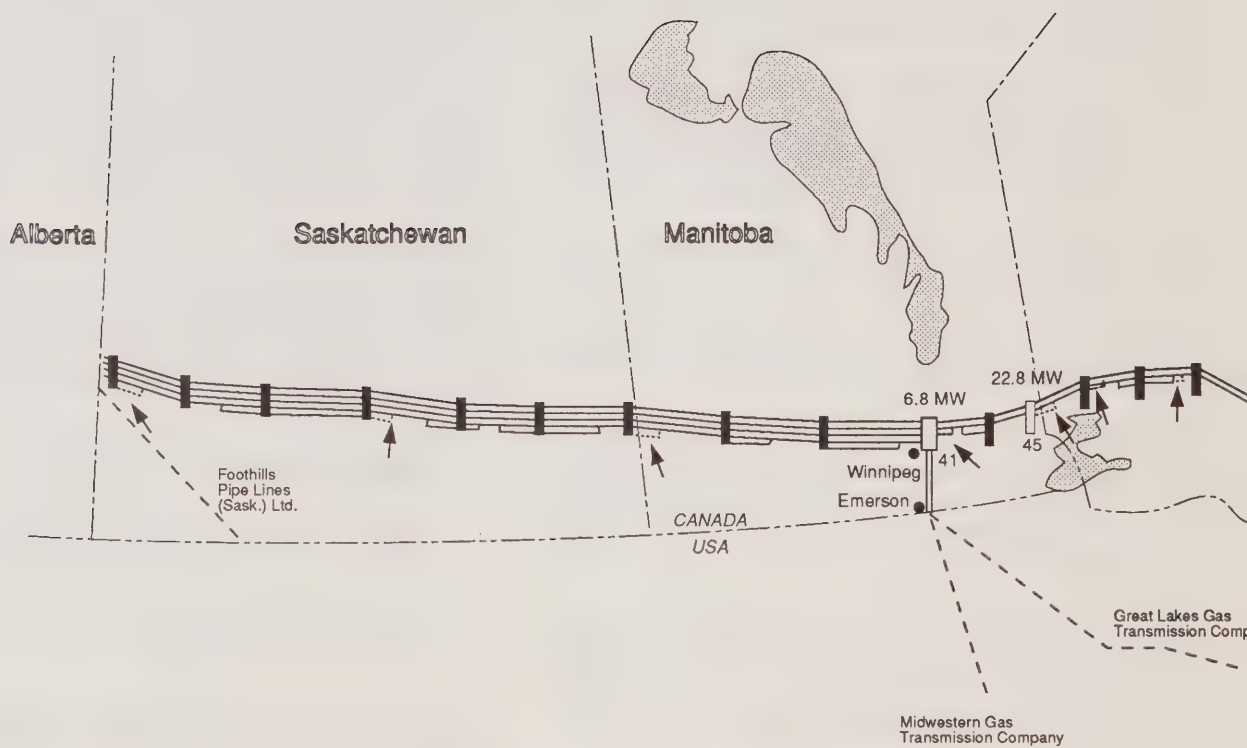 Alberta
Saskatchewan
Manitoba
22.8 MW
6.8 MW
45
41
Winnipeg
Emerson
Foothills
Pipe Lines
(Sask.) Ltd.
CANADA
USA
Great Lakes Gas
Transmission Comp
Midwestern Gas
Transmission Company